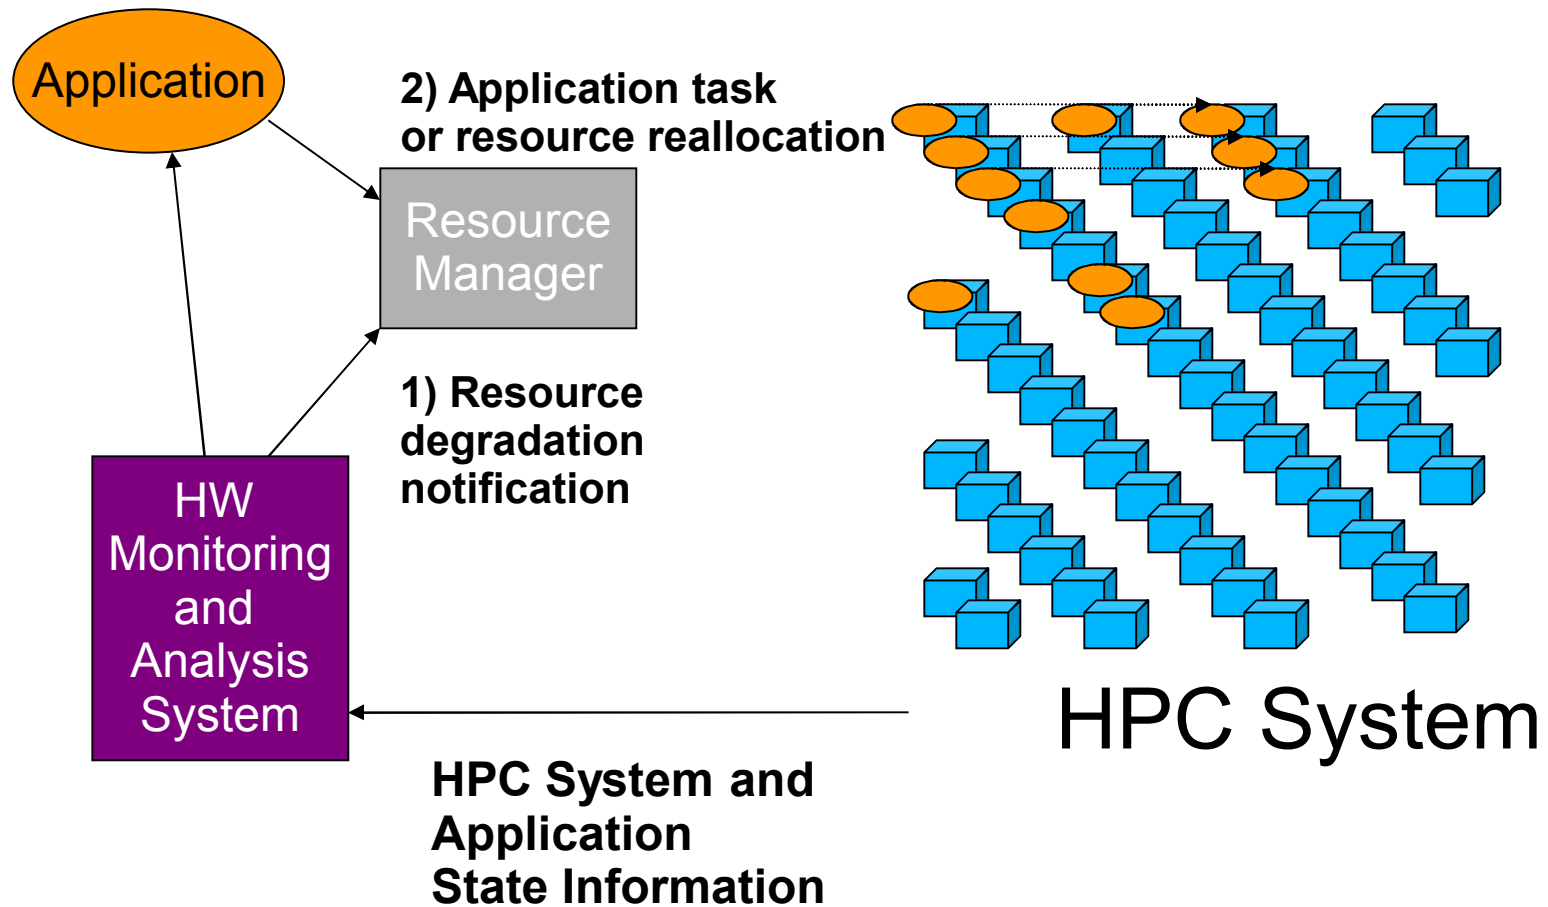 Application
2) Application task
or resource reallocation
Resource
Manager
1) Resource
degradation
notification
HW
Monitoring
and
Analysis
System
HPC System
HPC System and
Application
State Information